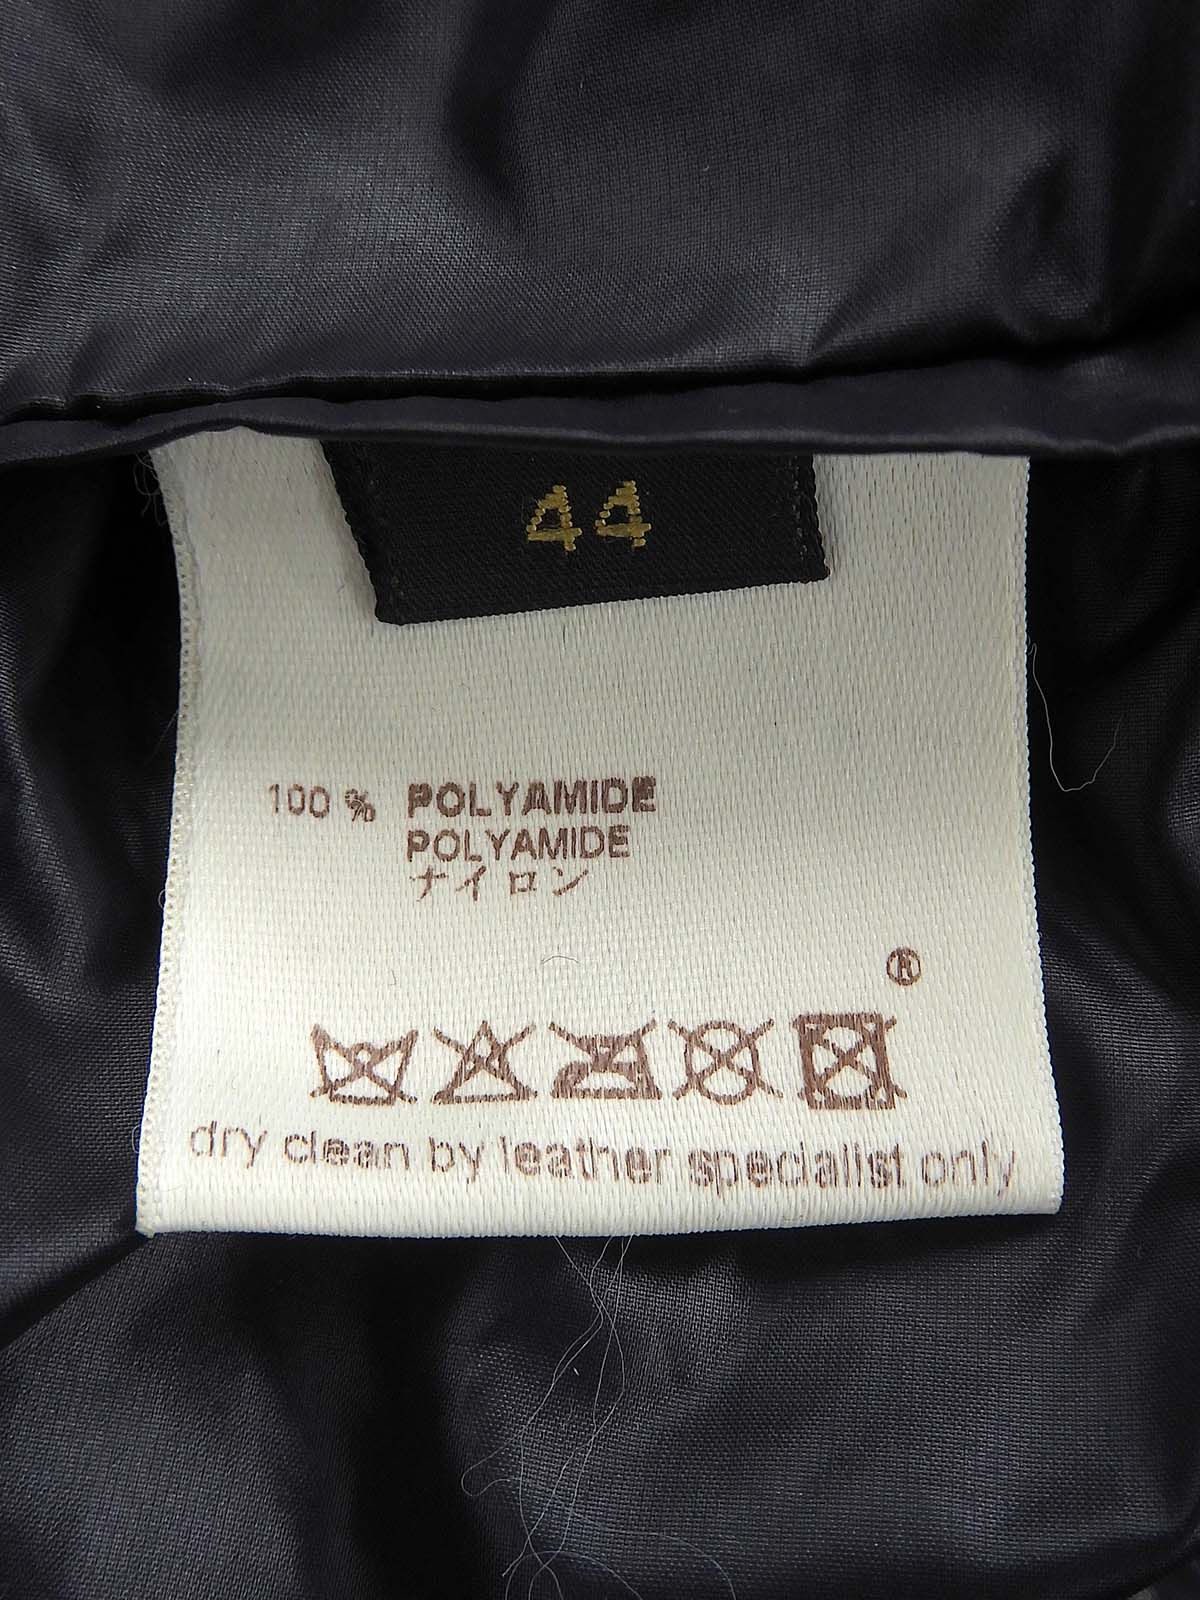 44
100 % POLYAMIDE
POLYAMIDE
ナイロン
®
dry clean by leather specialist only